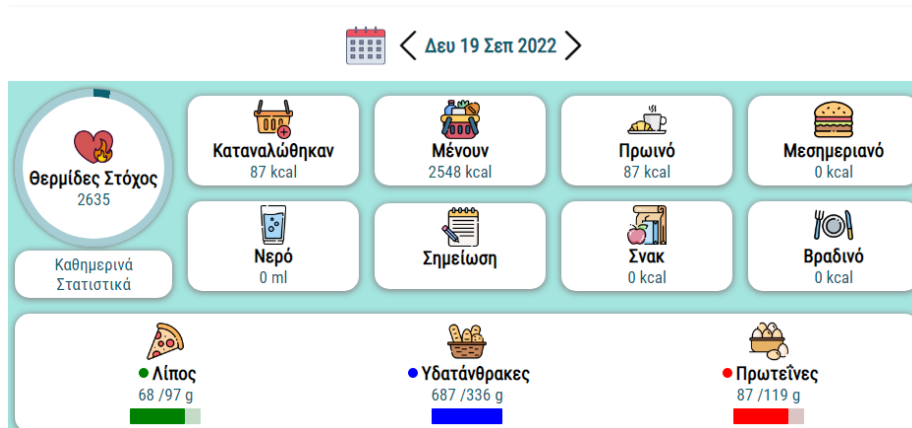 Δευ 19 Σεπ 2022
Θερμίδες Στόχος
2635
Καταναλώθηκαν
87 kcal
Μένουν
2548 kcal
Πρωινό
87 kcal
Μεσημεριανό
0 kcal
Καθημερινά
Στατιστικά
Νερό
0 ml
Σημείωση
Σνακ
0 kcal
Βραδινό
0 kcal
Λίπος
68 /97 g
Υδατάνθρακες
687 /336 g
Πρωτεΐνες
87 /119 g